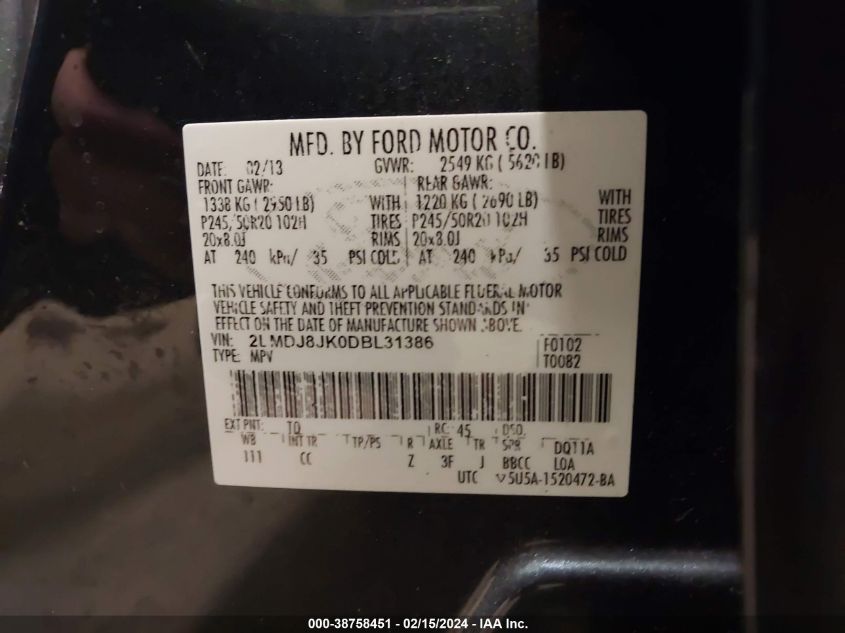 MFD. BY FORD MOTOR CO.
DATE: 02/13 GVWR: 2549 KG ( 5620 LB)
FRONT GAWR: REAR GAWR:
1338 KG ( 2950 LB) WITH 1220 KG ( 2690 LB) WITH
P245/50R20 102H TIRES P245/50R20 102H TIRES
20x8.0J RIMS 20x8.0J RIMS
AT 240 kPa/ 35 PSI COLD AT 240 kPa/ 35 PSI COLD
THIS VEHICLE CONFORMS TO ALL APPLICABLE FEDERAL MOTOR
VEHICLE SAFETY AND THEFT PREVENTION STANDARDS IN
EFFECT ON THE DATE OF MANUFACTURE SHOWN ABOVE.
VIN: 2LMDJ8JK0DBL31386 F0102
TYPE: MPV T0082
EXT PNT: TQ RC: 45 DSO:
WB INT TR TP/PS R AXLE TR SPR DQ11A
111 CC Z 3F J BBCC LOA
UTC 5U5A-1520472-BA
000-38758451 - 02/15/2024 - IAA Inc.